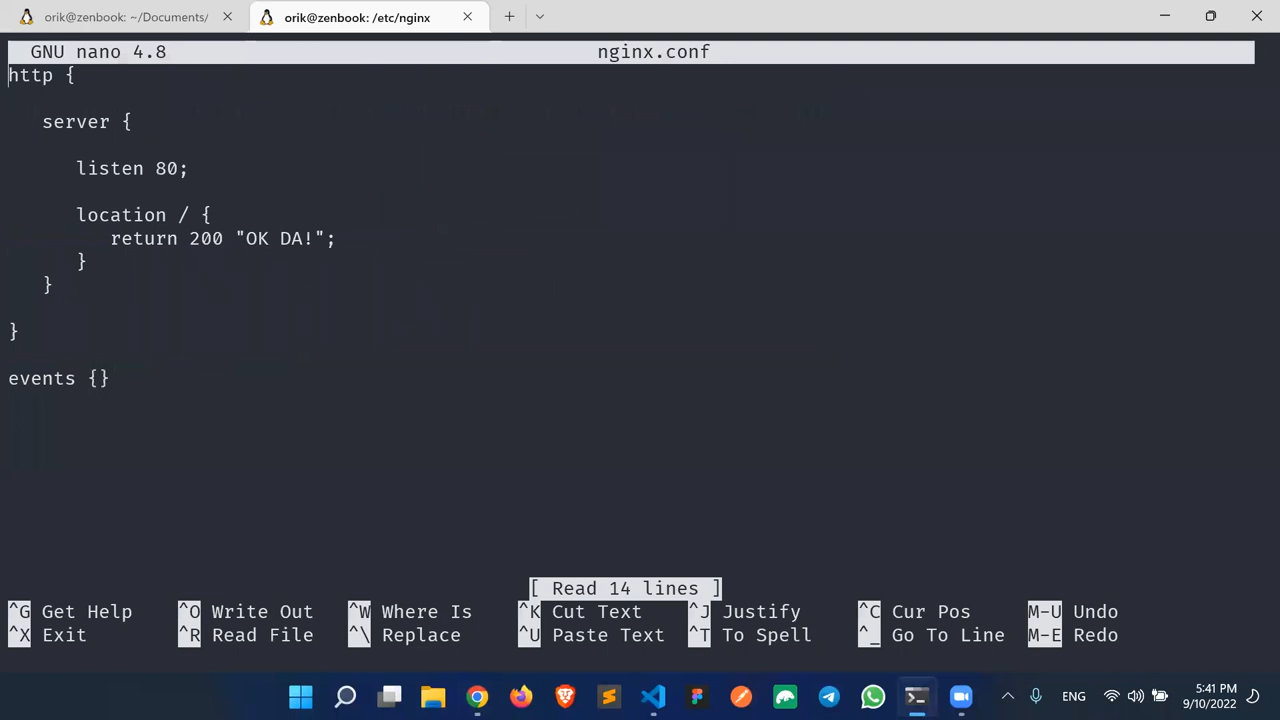 orik@zenbook: ~/Documents/
orik@zenbook: /etc/nginx
GNU nano 4.8 nginx.conf
http {
server {
listen 80;
location / {
return 200 "OK DA!";
}
}
}
events {}
[ Read 14 lines ]
^G Get Help ^O Write Out ^W Where Is ^K Cut Text ^J Justify ^C Cur Pos M-U Undo
^X Exit ^R Read File ^\ Replace ^U Paste Text ^T To Spell ^_ Go To Line M-E Redo
ENG
5:41 PM
9/10/2022